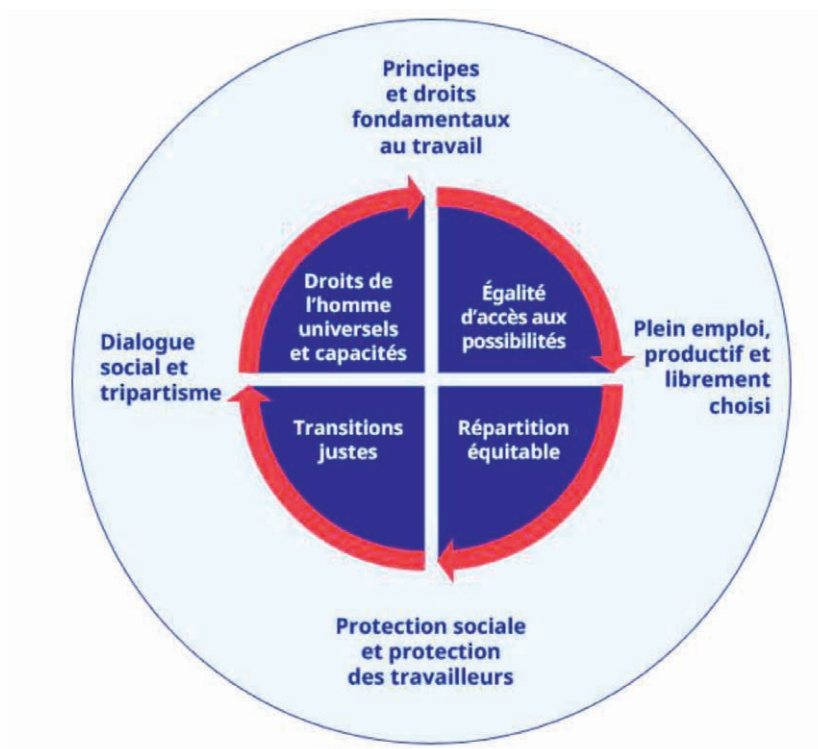 Principes
et droits
fondamentaux
au travail
Droits de
l’homme
universels
et capacités
Égalité
d’accès aux
possibilités
Dialogue
social et
tripartisme
Plein emploi,
productif et
librement
choisi
Transitions
justes
Répartition
équitable
Protection sociale
et protection
des travailleurs